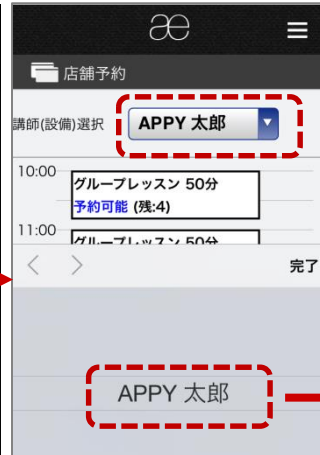 æ
店舗予約
講師(設備)選択 APPY 太郎
10:00
グループレッスン 50分
予約可能 (残:4)
11:00
グループレッスン 50分
完了
APPY 太郎